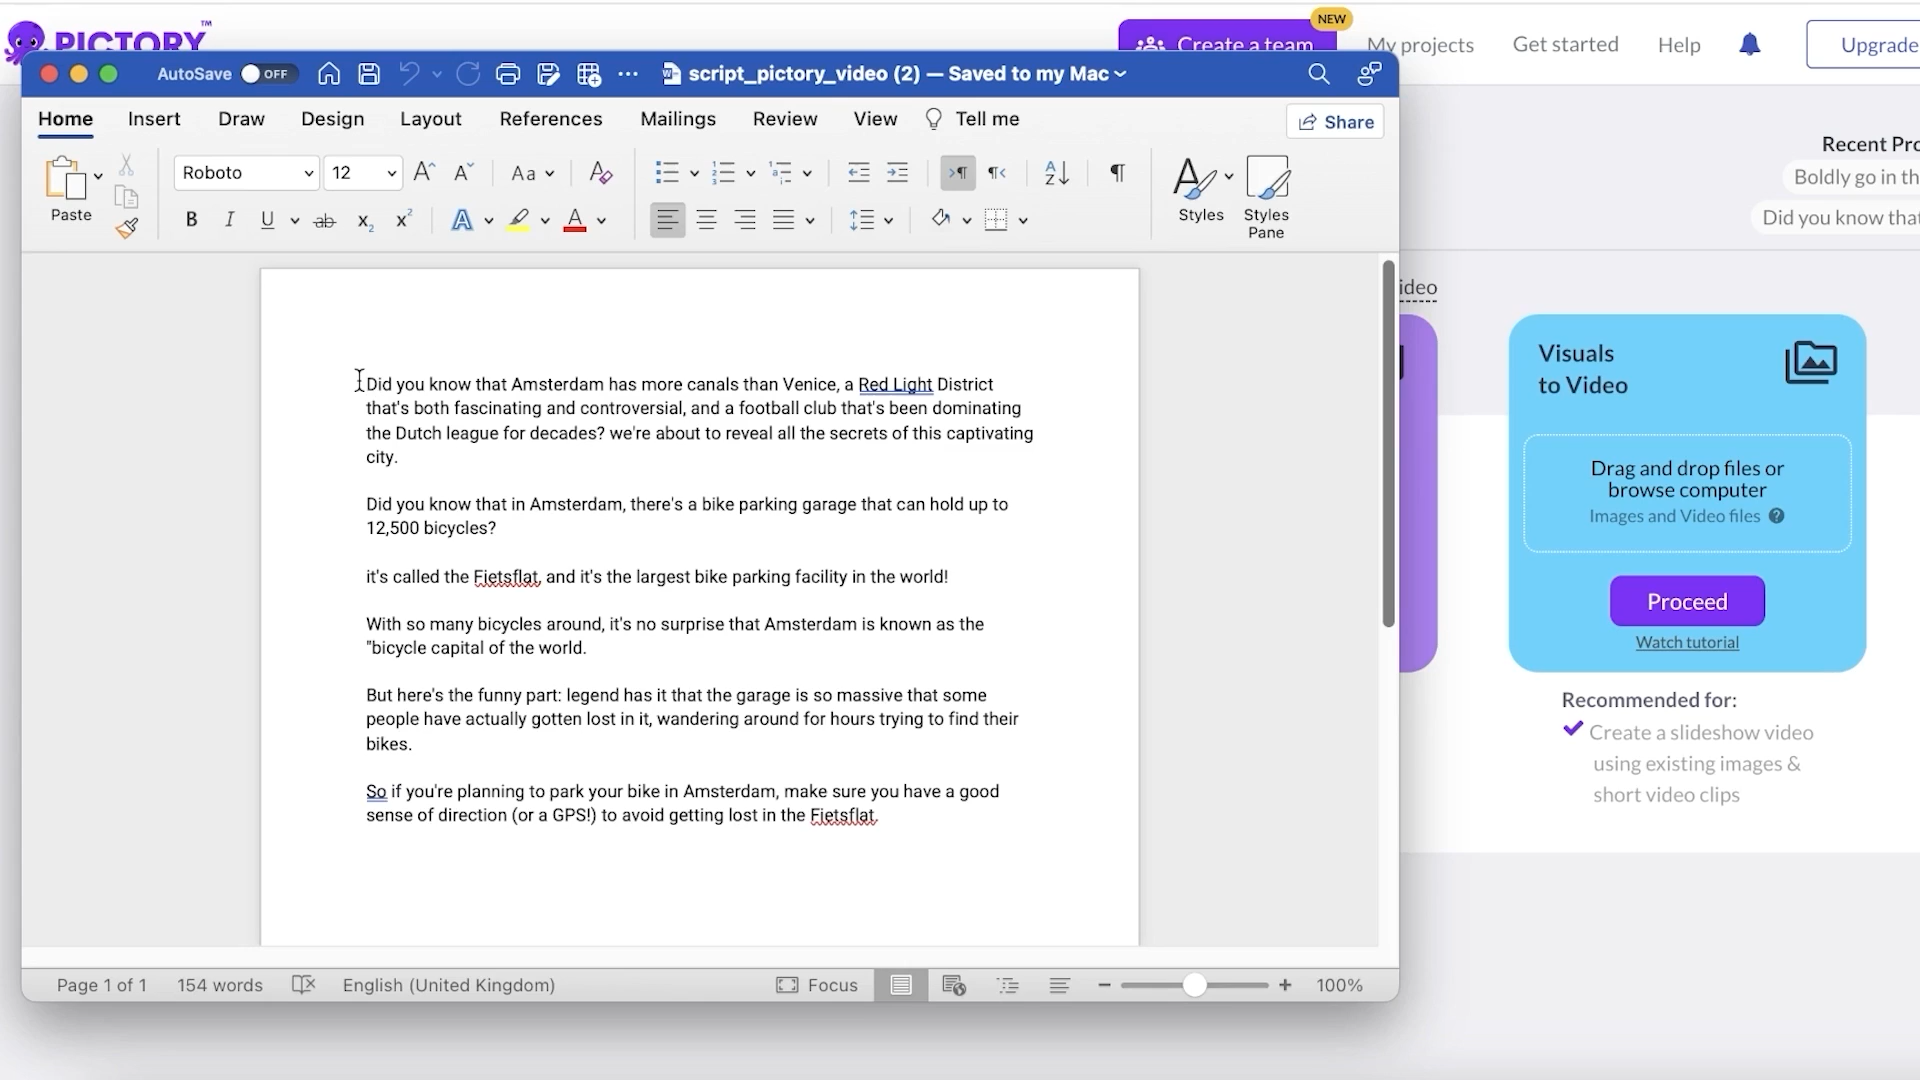 PICTORY™
NEW
Create a team
My projects
Get started
Help
Upgrade
AutoSave OFF
script_pictory_video (2) — Saved to my Mac
Home
Insert
Draw
Design
Layout
References
Mailings
Review
View
Tell me
Share
Paste
Roboto
12
Aa
Styles
Styles
Pane
Recent Pro
Boldly go in th
Did you know that
ideo
Did you know that Amsterdam has more canals than Venice, a Red Light District
that's both fascinating and controversial, and a football club that's been dominating
the Dutch league for decades? we're about to reveal all the secrets of this captivating
city.
Did you know that in Amsterdam, there's a bike parking garage that can hold up to
12,500 bicycles?
it's called the Fietsflat, and it's the largest bike parking facility in the world!
With so many bicycles around, it's no surprise that Amsterdam is known as the
"bicycle capital of the world.
But here's the funny part: legend has it that the garage is so massive that some
people have actually gotten lost in it, wandering around for hours trying to find their
bikes.
So if you're planning to park your bike in Amsterdam, make sure you have a good
sense of direction (or a GPS!) to avoid getting lost in the Fietsflat.
Visuals
to Video
Drag and drop files or
browse computer
Images and Video files
Proceed
Watch tutorial
Recommended for:
Create a slideshow video
using existing images &
short video clips
Page 1 of 1
154 words
English (United Kingdom)
Focus
100%